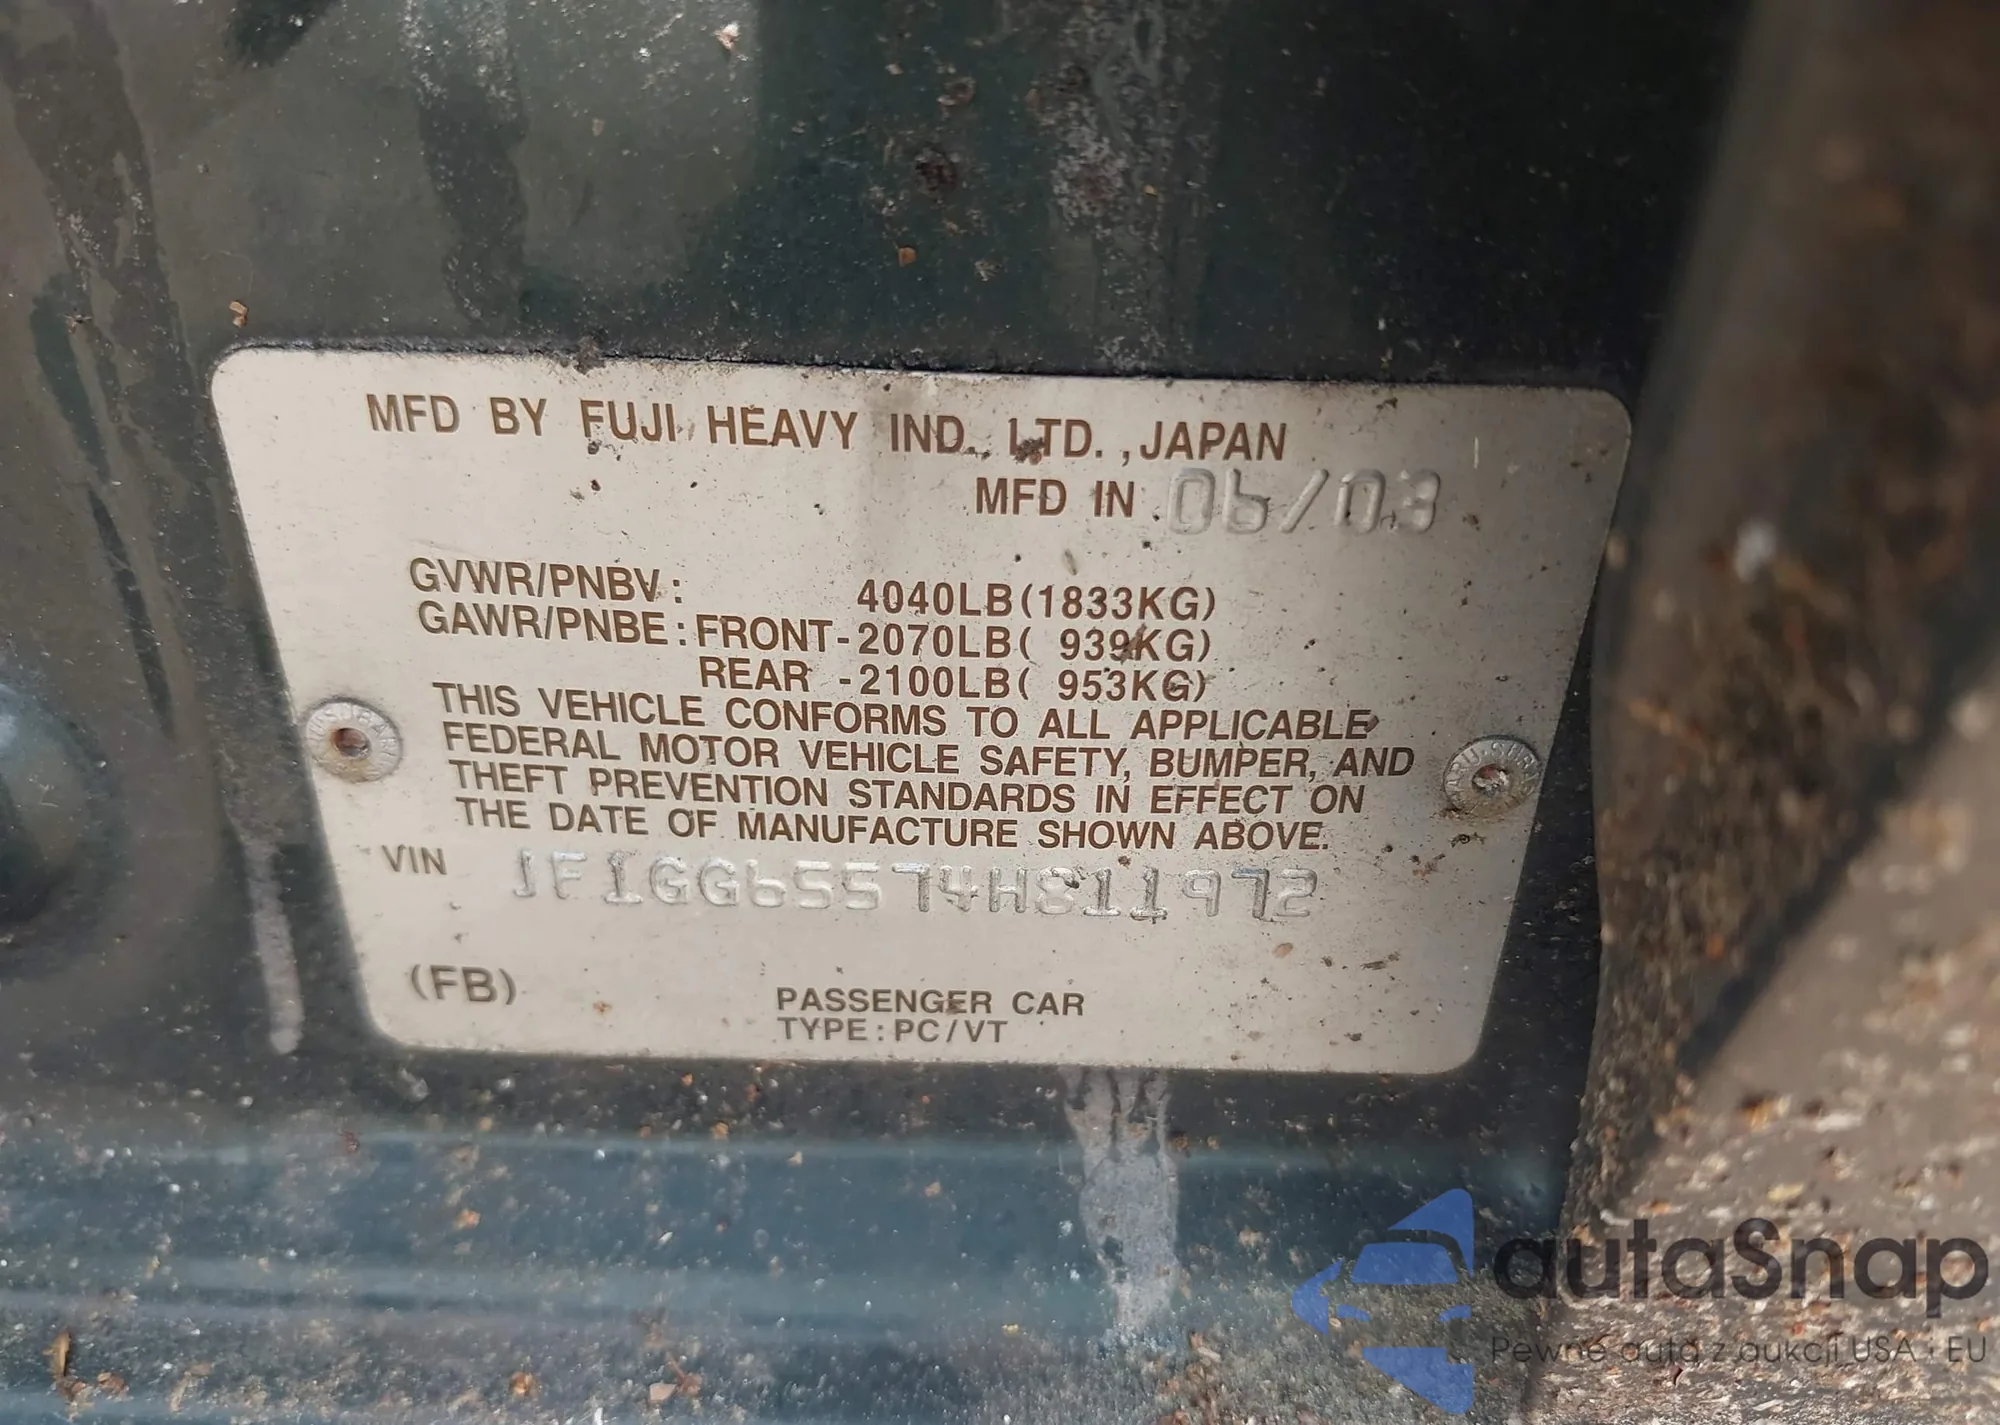 MFD BY FUJI HEAVY IND. LTD. ,JAPAN
MFD IN 06/03
GVWR/PNBV: 4040LB(1833KG)
GAWR/PNBE:FRONT-2070LB( 939KG)
REAR -2100LB( 953KG)
THIS VEHICLE CONFORMS TO ALL APPLICABLE
FEDERAL MOTOR VEHICLE SAFETY, BUMPER, AND
THEFT PREVENTION STANDARDS IN EFFECT ON
THE DATE OF MANUFACTURE SHOWN ABOVE.
VIN JF1GG65574H811972
(FB)
PASSENGER CAR
TYPE:PC/VT
autaSnap
Pewne auta z aukcji USA · EU